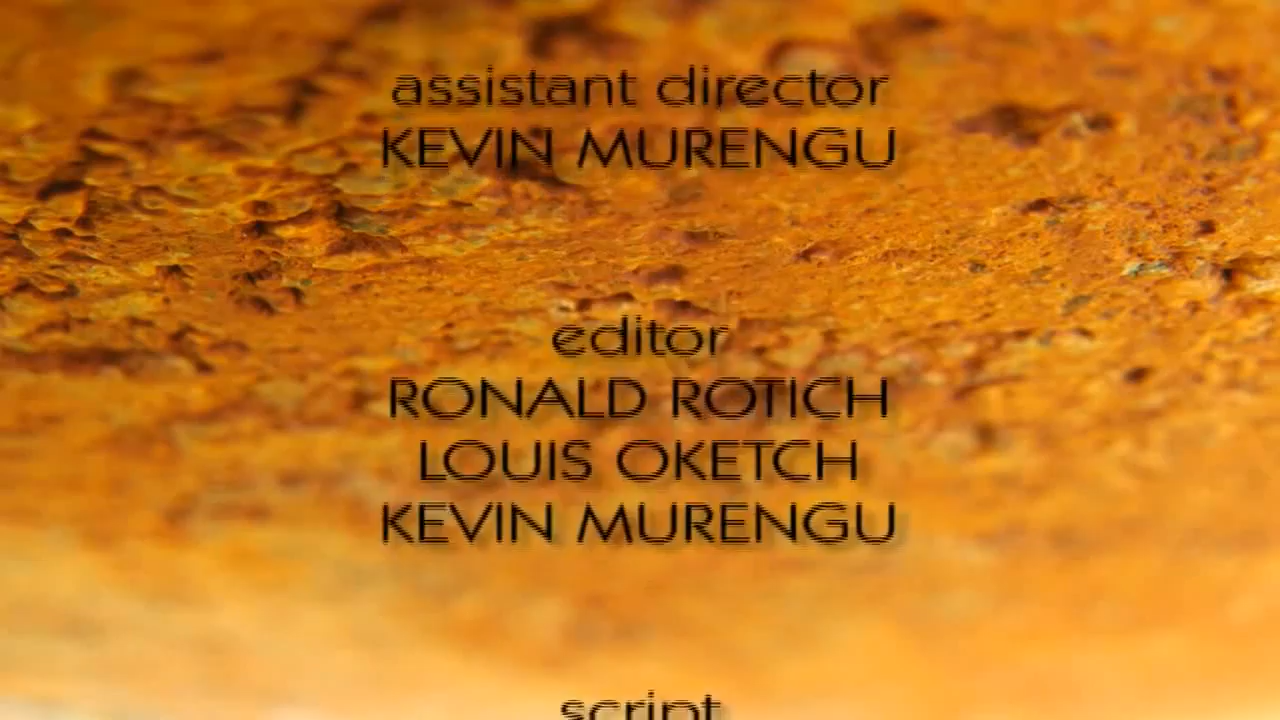 assistant director
KEVIN MURENGU
editor
RONALD ROTICH
LOUIS OKETCH
KEVIN MURENGU
script